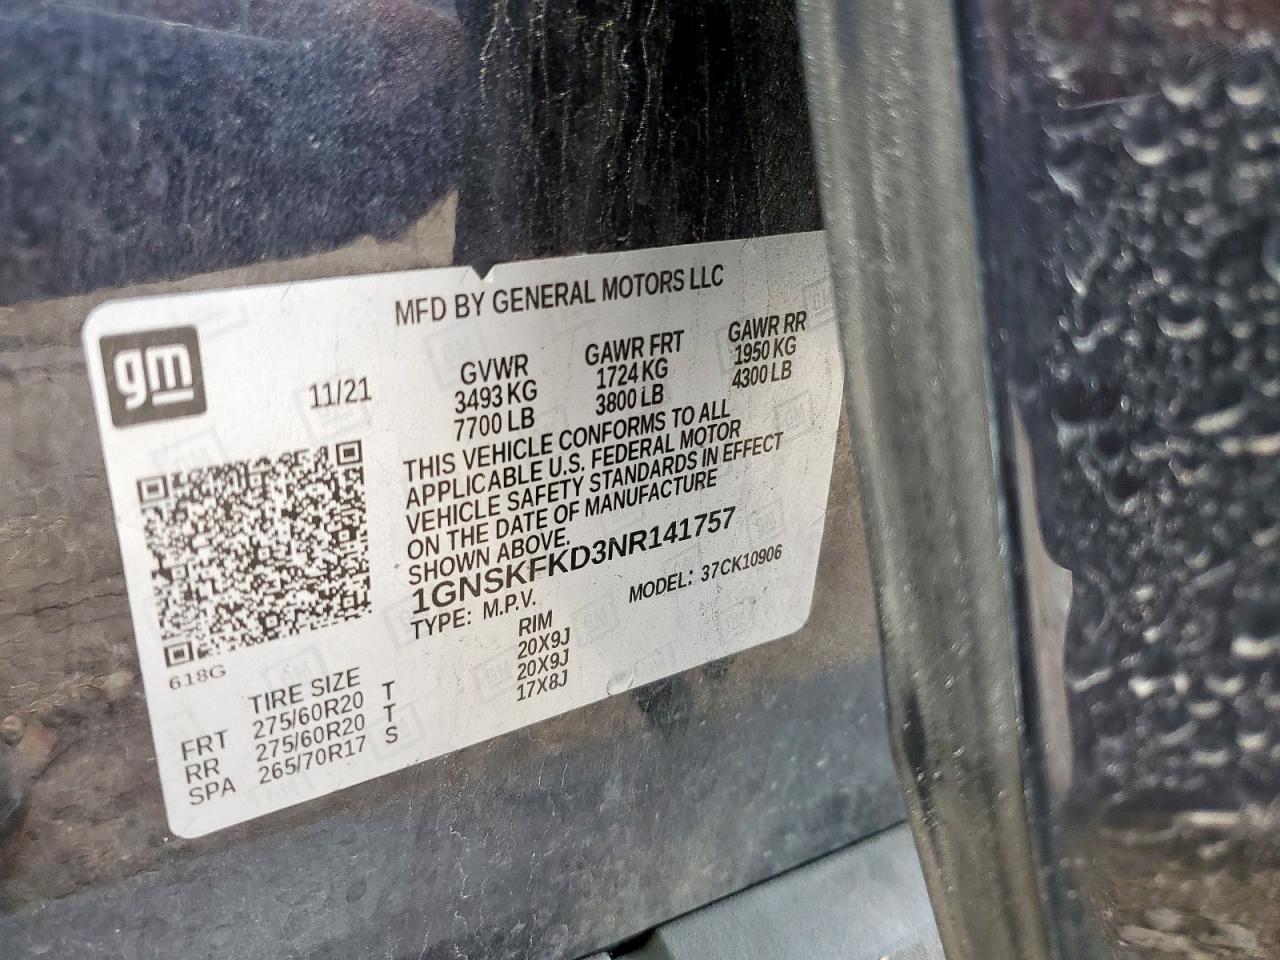 MFD BY GENERAL MOTORS LLC
gm
11/21
GVWR GAWR FRT GAWR RR
3493 KG 1724 KG 1950 KG
7700 LB 3800 LB 4300 LB
THIS VEHICLE CONFORMS TO ALL
APPLICABLE U.S. FEDERAL MOTOR
VEHICLE SAFETY STANDARDS IN EFFECT
ON THE DATE OF MANUFACTURE
SHOWN ABOVE.
1GNSKFKD3NR141757
TYPE: M.P.V. MODEL: 37CK10906
618G
TIRE SIZE RIM
FRT 275/60R20 T 20X9J
RR 275/60R20 T 20X9J
SPA 265/70R17 S 17X8J